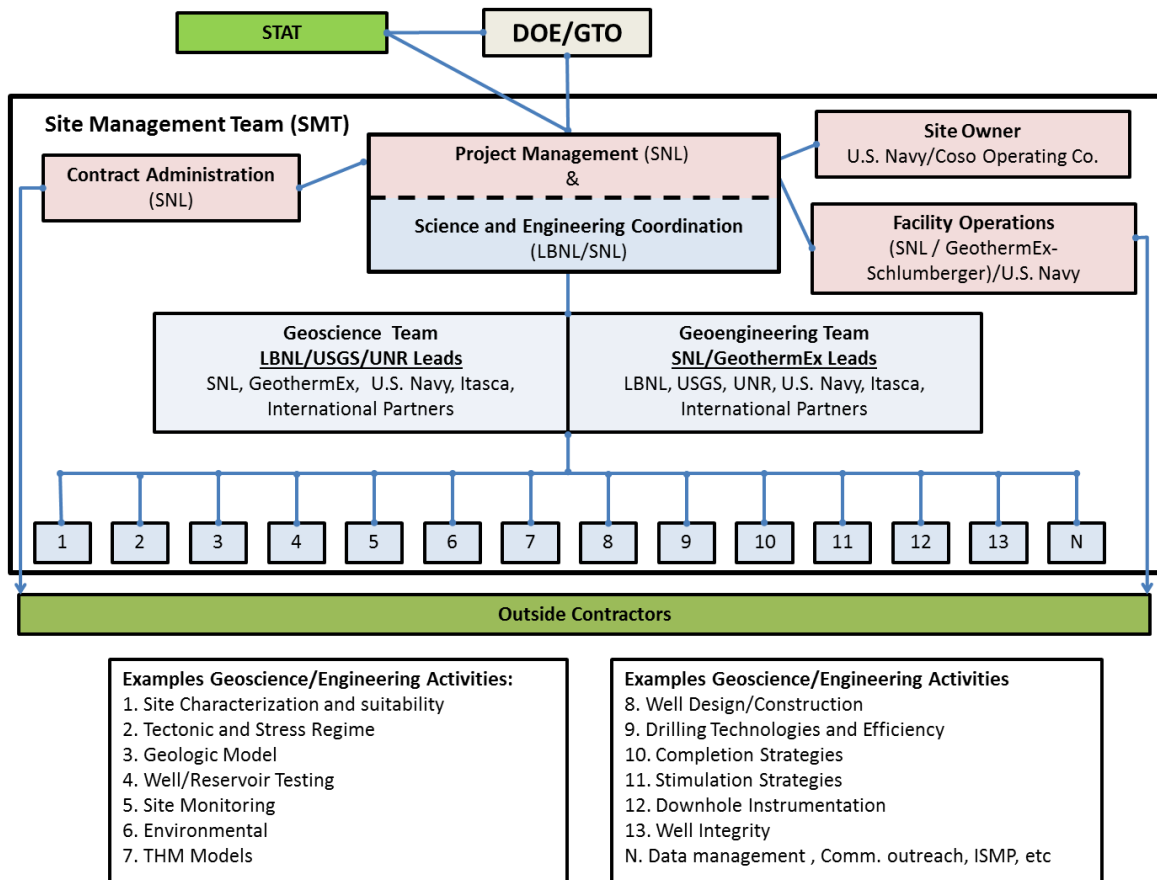 STAT
DOE/GTO
Site Management Team (SMT)
Contract Administration
(SNL)
Project Management (SNL)
&
Science and Engineering Coordination
(LBNL/SNL)
Site Owner
U.S. Navy/Coso Operating Co.
Facility Operations
(SNL / GeothermEx-
Schlumberger)/U.S. Navy
Geoscience Team
LBNL/USGS/UNR Leads
SNL, GeothermEx, U.S. Navy, Itasca,
International Partners
Geoengineering Team
SNL/GeothermEx Leads
LBNL, USGS, UNR, U.S. Navy, Itasca,
International Partners
1 2 3 4 5 6 7 8 9 10 11 12 13 N
Outside Contractors
Examples Geoscience/Engineering Activities:
1. Site Characterization and suitability
2. Tectonic and Stress Regime
3. Geologic Model
4. Well/Reservoir Testing
5. Site Monitoring
6. Environmental
7. THM Models
Examples Geoscience/Engineering Activities
8. Well Design/Construction
9. Drilling Technologies and Efficiency
10. Completion Strategies
11. Stimulation Strategies
12. Downhole Instrumentation
13. Well Integrity
N. Data management , Comm. outreach, ISMP, etc